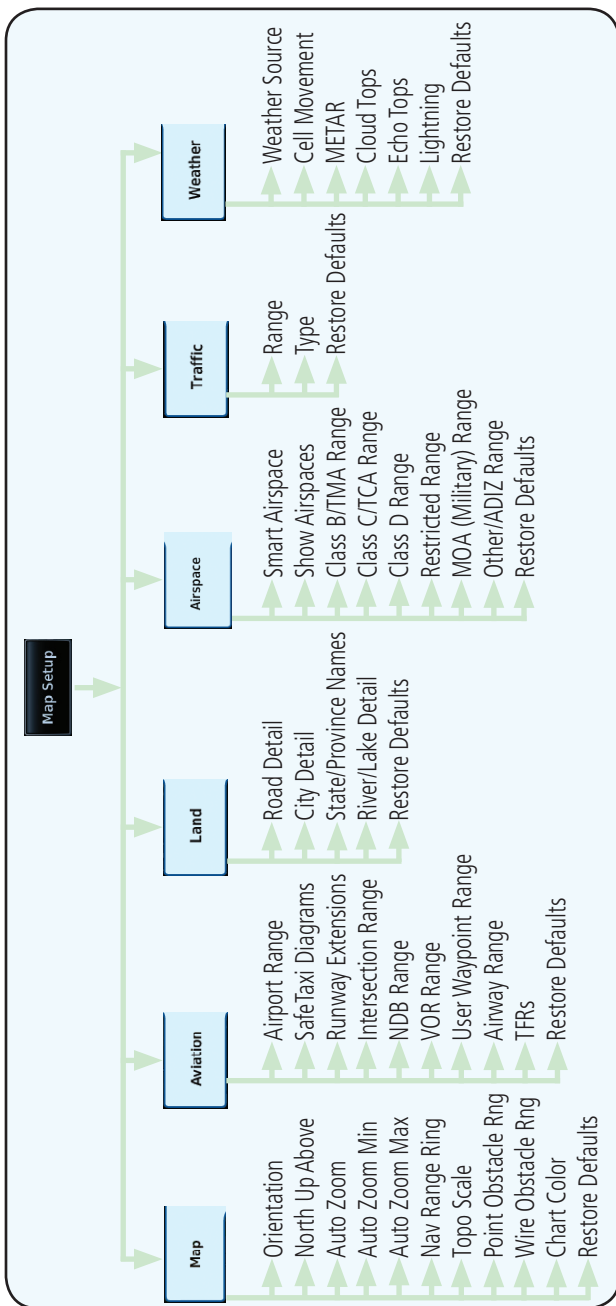 Map Setup
Map
Orientation
North Up Above
Auto Zoom
Auto Zoom Min
Auto Zoom Max
Nav Range Ring
Topo Scale
Point Obstacle Rng
Wire Obstacle Rng
Chart Color
Restore Defaults
Aviation
Airport Range
SafeTaxi Diagrams
Runway Extensions
Intersection Range
NDB Range
VOR Range
User Waypoint Range
Airway Range
TFRs
Restore Defaults
Land
Road Detail
City Detail
State/Province Names
River/Lake Detail
Restore Defaults
Airspace
Smart Airspace
Show Airspaces
Class B/TMA Range
Class C/TCA Range
Class D Range
Restricted Range
MOA (Military) Range
Other/ADIZ Range
Restore Defaults
Traffic
Range
Type
Restore Defaults
Weather
Weather Source
Cell Movement
METAR
Cloud Tops
Echo Tops
Lightning
Restore Defaults